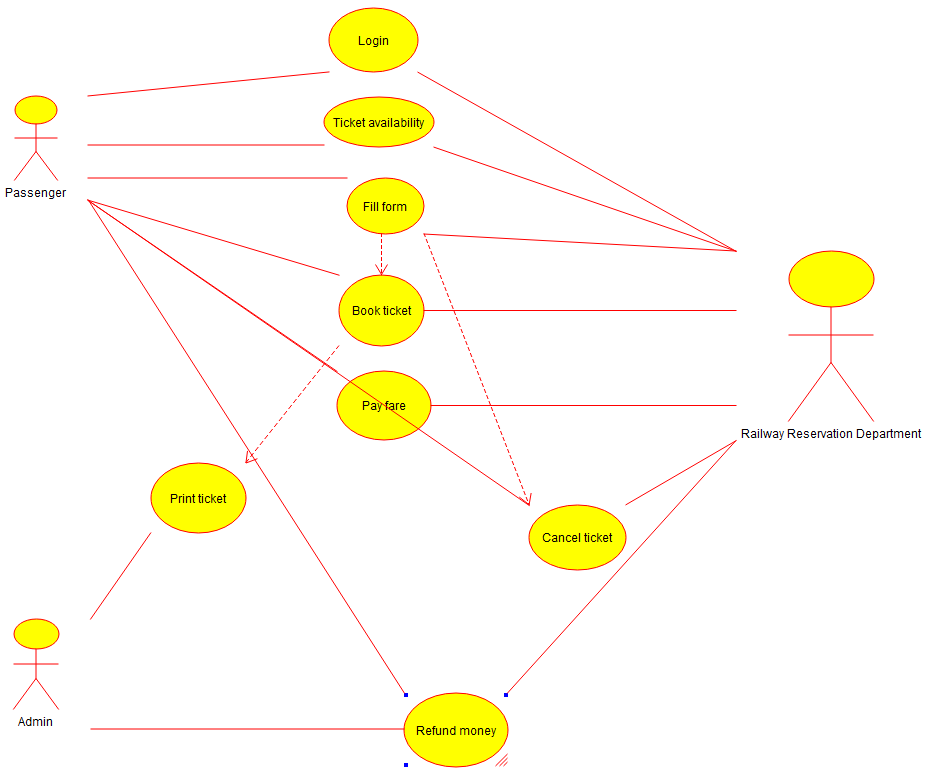 Login
Ticket availability
Passenger
Fill form
Book ticket
Pay fare
Railway Reservation Department
Print ticket
Cancel ticket
Admin
Refund money